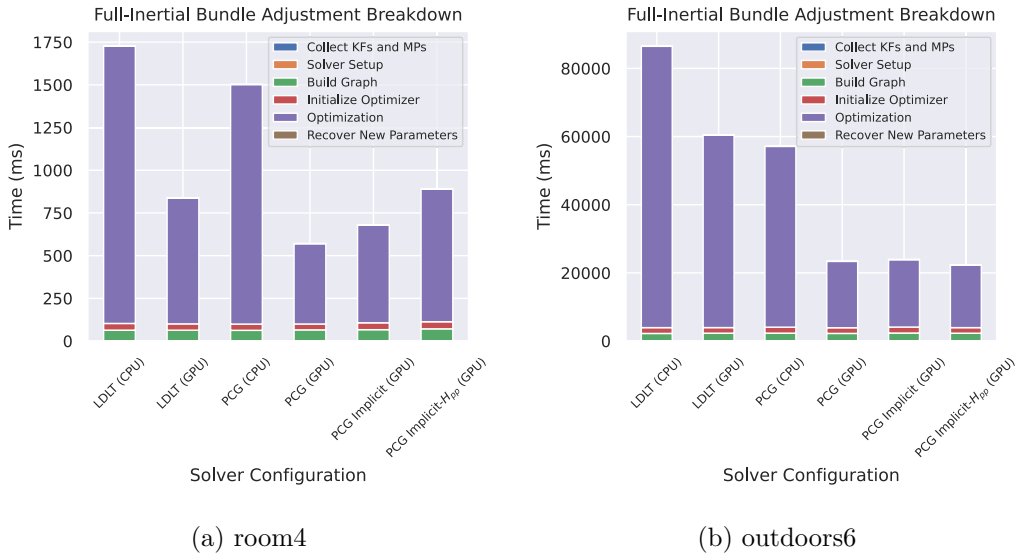 Full-Inertial Bundle Adjustment Breakdown
Time (ms)
1750
1500
1250
1000
750
500
250
0
Collect KFs and MPs
Solver Setup
Build Graph
Initialize Optimizer
Optimization
Recover New Parameters
LDLT (CPU)
LDLT (GPU)
PCG (CPU)
PCG (GPU)
PCG Implicit (GPU)
PCG Implicit-H_pp (GPU)
Solver Configuration
(a) room4
Full-Inertial Bundle Adjustment Breakdown
Time (ms)
80000
60000
40000
20000
0
Collect KFs and MPs
Solver Setup
Build Graph
Initialize Optimizer
Optimization
Recover New Parameters
LDLT (CPU)
LDLT (GPU)
PCG (CPU)
PCG (GPU)
PCG Implicit (GPU)
PCG Implicit-H_pp (GPU)
Solver Configuration
(b) outdoors6